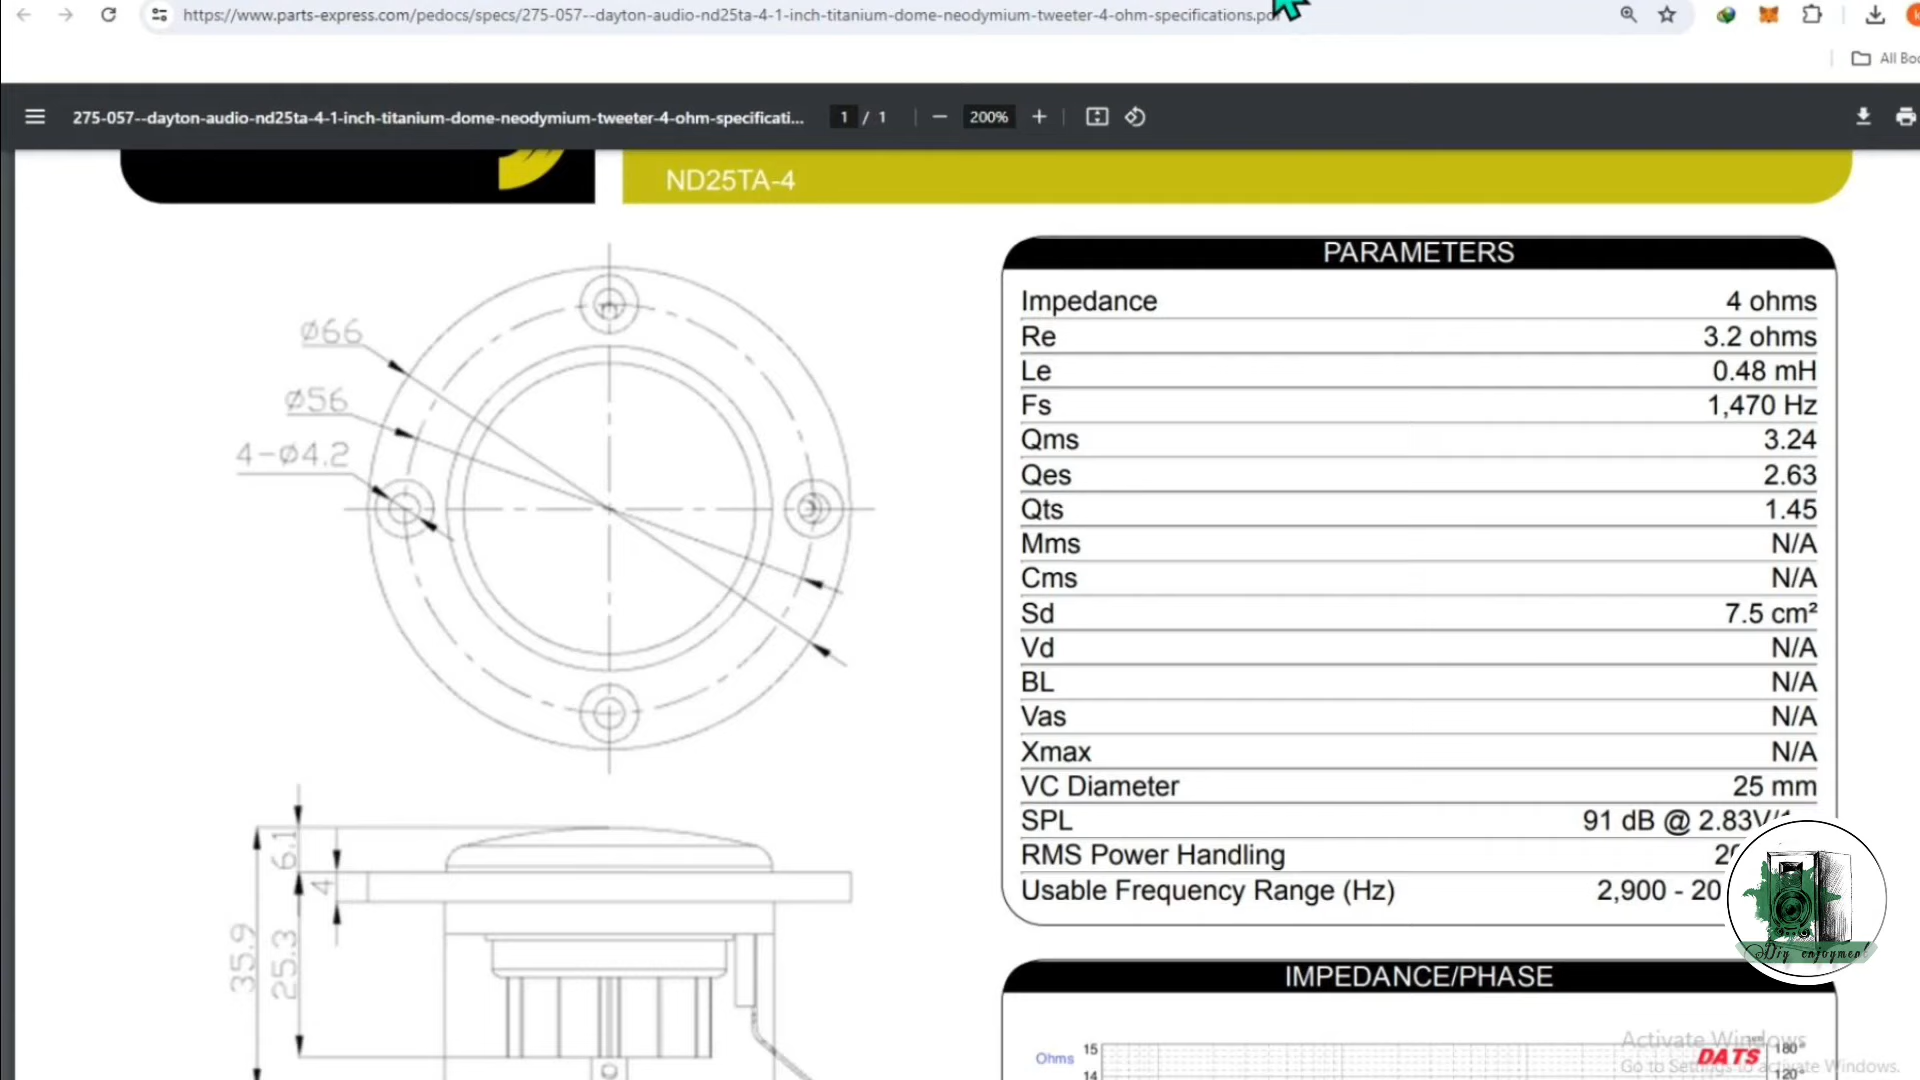 https://www.parts-express.com/pedocs/specs/275-057--dayton-audio-nd25ta-4-1-inch-titanium-dome-neodymium-tweeter-4-ohm-specifications.pdf
All Boo
275-057--dayton-audio-nd25ta-4-1-inch-titanium-dome-neodymium-tweeter-4-ohm-specificati...
1 / 1
200%
ND25TA-4
Ø66
Ø56
4-Ø4.2
6.1
4
35.9
25.3
PARAMETERS
Impedance 4 ohms
Re 3.2 ohms
Le 0.48 mH
Fs 1,470 Hz
Qms 3.24
Qes 2.63
Qts 1.45
Mms N/A
Cms N/A
Sd 7.5 cm²
Vd N/A
BL N/A
Vas N/A
Xmax N/A
VC Diameter 25 mm
SPL 91 dB @ 2.83V/
RMS Power Handling 20
Usable Frequency Range (Hz) 2,900 - 20
Diy enjoyment
IMPEDANCE/PHASE
Ohms 15
14
DATS
180°
120°
Activate Windows
Go to Settings to activate Windows.